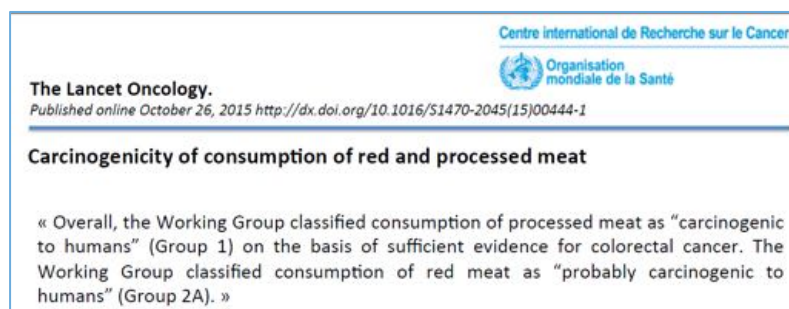 Centre international de Recherche sur le Cancer
Organisation
mondiale de la Santé
The Lancet Oncology.
Published online October 26, 2015 http://dx.doi.org/10.1016/S1470-2045(15)00444-1
Carcinogenicity of consumption of red and processed meat
« Overall, the Working Group classified consumption of processed meat as “carcinogenic
to humans” (Group 1) on the basis of sufficient evidence for colorectal cancer. The
Working Group classified consumption of red meat as “probably carcinogenic to
humans” (Group 2A). »